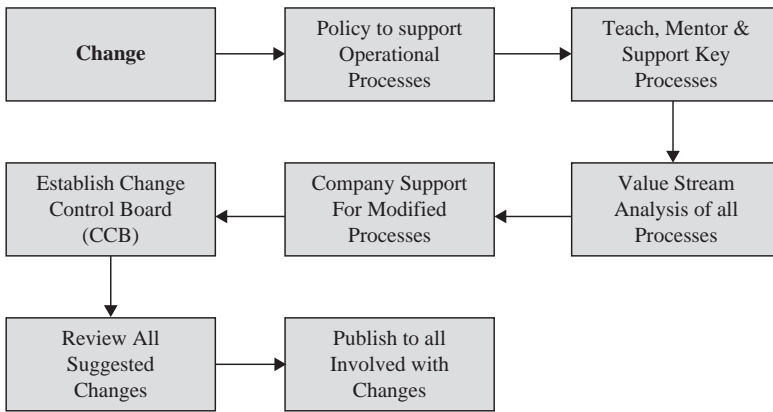 Change
Policy to support
Operational
Processes
Teach, Mentor &
Support Key
Processes
Value Stream
Analysis of all
Processes
Company Support
For Modified
Processes
Establish Change
Control Board
(CCB)
Review All
Suggested
Changes
Publish to all
Involved with
Changes